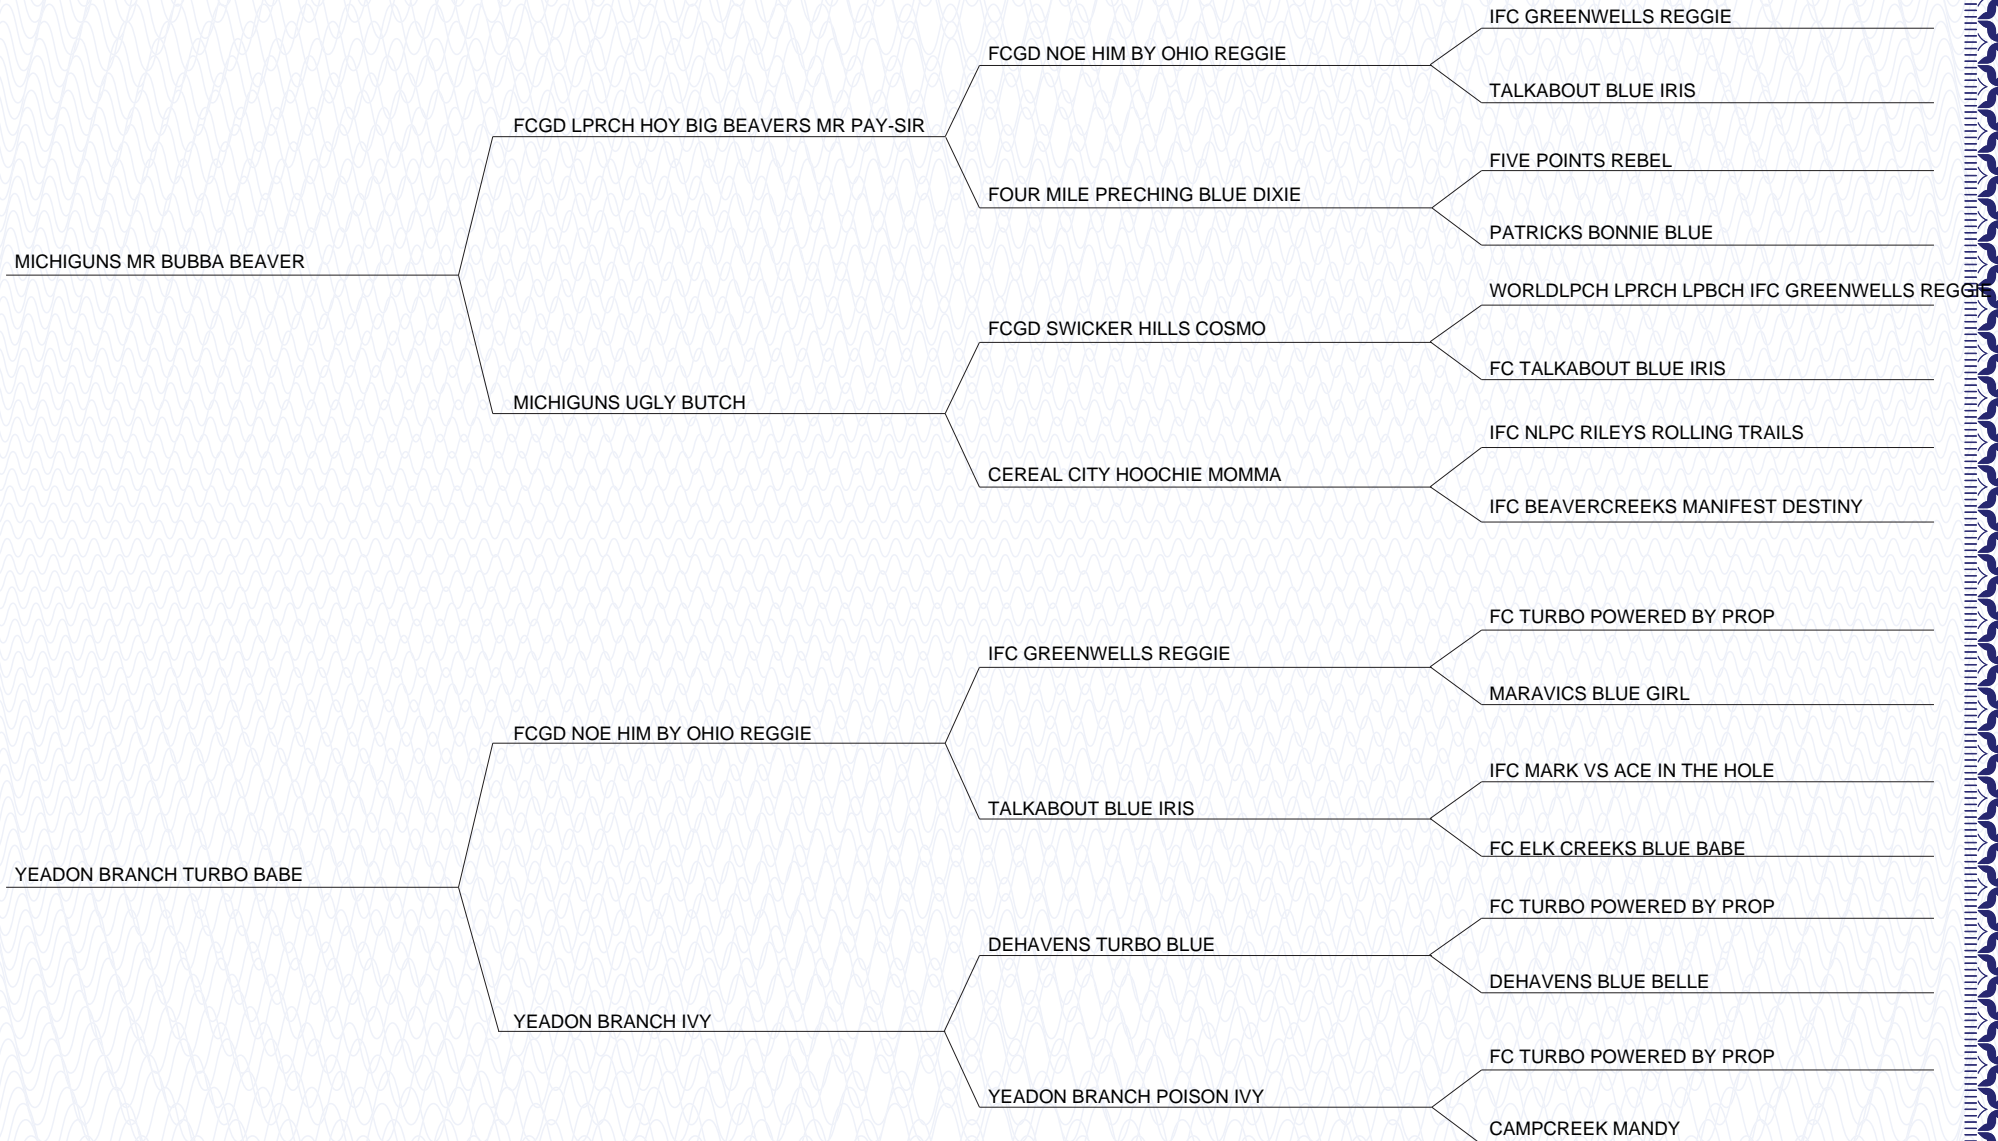 IFC GREENWELLS REGGIE
FCGD NOE HIM BY OHIO REGGIE
TALKABOUT BLUE IRIS
FCGD LPRCH HOY BIG BEAVERS MR PAY-SIR
FIVE POINTS REBEL
FOUR MILE PRECHING BLUE DIXIE
PATRICKS BONNIE BLUE
MICHIGUNS MR BUBBA BEAVER
WORLDLPCH LPRCH LPBCH IFC GREENWELLS REGGIE
FCGD SWICKER HILLS COSMO
FC TALKABOUT BLUE IRIS
MICHIGUNS UGLY BUTCH
IFC NLPC RILEYS ROLLING TRAILS
CEREAL CITY HOOCHIE MOMMA
IFC BEAVERCREEKS MANIFEST DESTINY
FC TURBO POWERED BY PROP
IFC GREENWELLS REGGIE
MARAVICS BLUE GIRL
FCGD NOE HIM BY OHIO REGGIE
IFC MARK VS ACE IN THE HOLE
TALKABOUT BLUE IRIS
FC ELK CREEKS BLUE BABE
YEADON BRANCH TURBO BABE
FC TURBO POWERED BY PROP
DEHAVENS TURBO BLUE
DEHAVENS BLUE BELLE
YEADON BRANCH IVY
FC TURBO POWERED BY PROP
YEADON BRANCH POISON IVY
CAMPCREEK MANDY